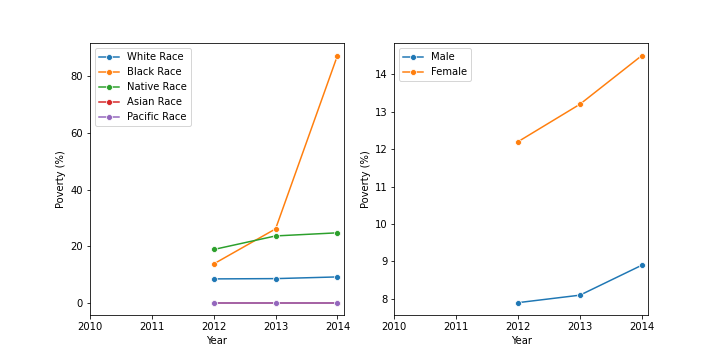 White Race
Black Race
Native Race
Asian Race
Pacific Race
80
60
40
20
0
Poverty (%)
2010 2011 2012 2013 2014
Year
Male
Female
14
13
12
11
10
9
8
Poverty (%)
2010 2011 2012 2013 2014
Year